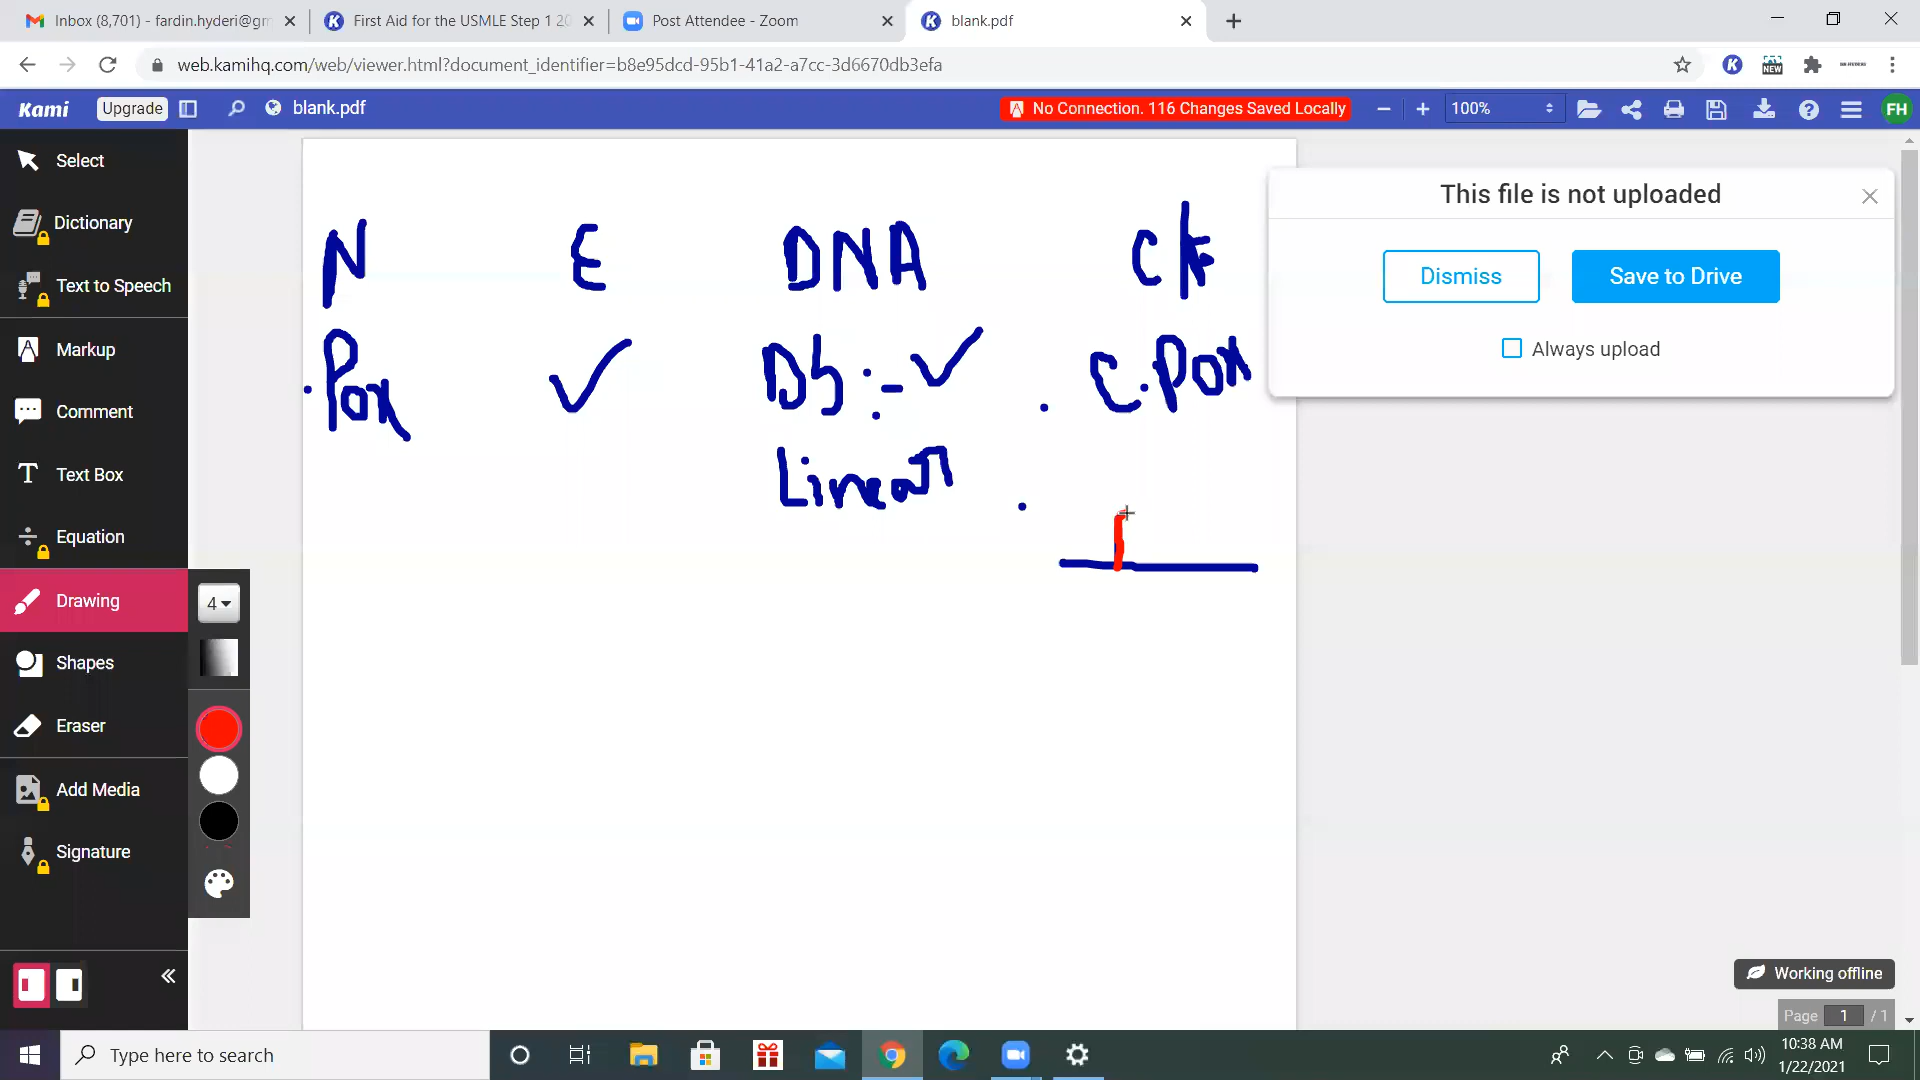 Inbox (8,701) - fardin.hyderi@gm
First Aid for the USMLE Step 1 20
Post Attendee - Zoom
blank.pdf
web.kamihq.com/web/viewer.html?document_identifier=b8e95dcd-95b1-41a2-a7cc-3d6670db3efa
NEW
Kami
Upgrade
blank.pdf
No Connection. 116 Changes Saved Locally
100%
FH
Select
Dictionary
Text to Speech
Markup
Comment
Text Box
Equation
Drawing
Shapes
Eraser
Add Media
Signature
4
This file is not uploaded
Dismiss
Save to Drive
Always upload
N E DNA
Pox DS :- C. Pox
Linear
Working offline
Page 1 / 1
Type here to search
10:38 AM
1/22/2021